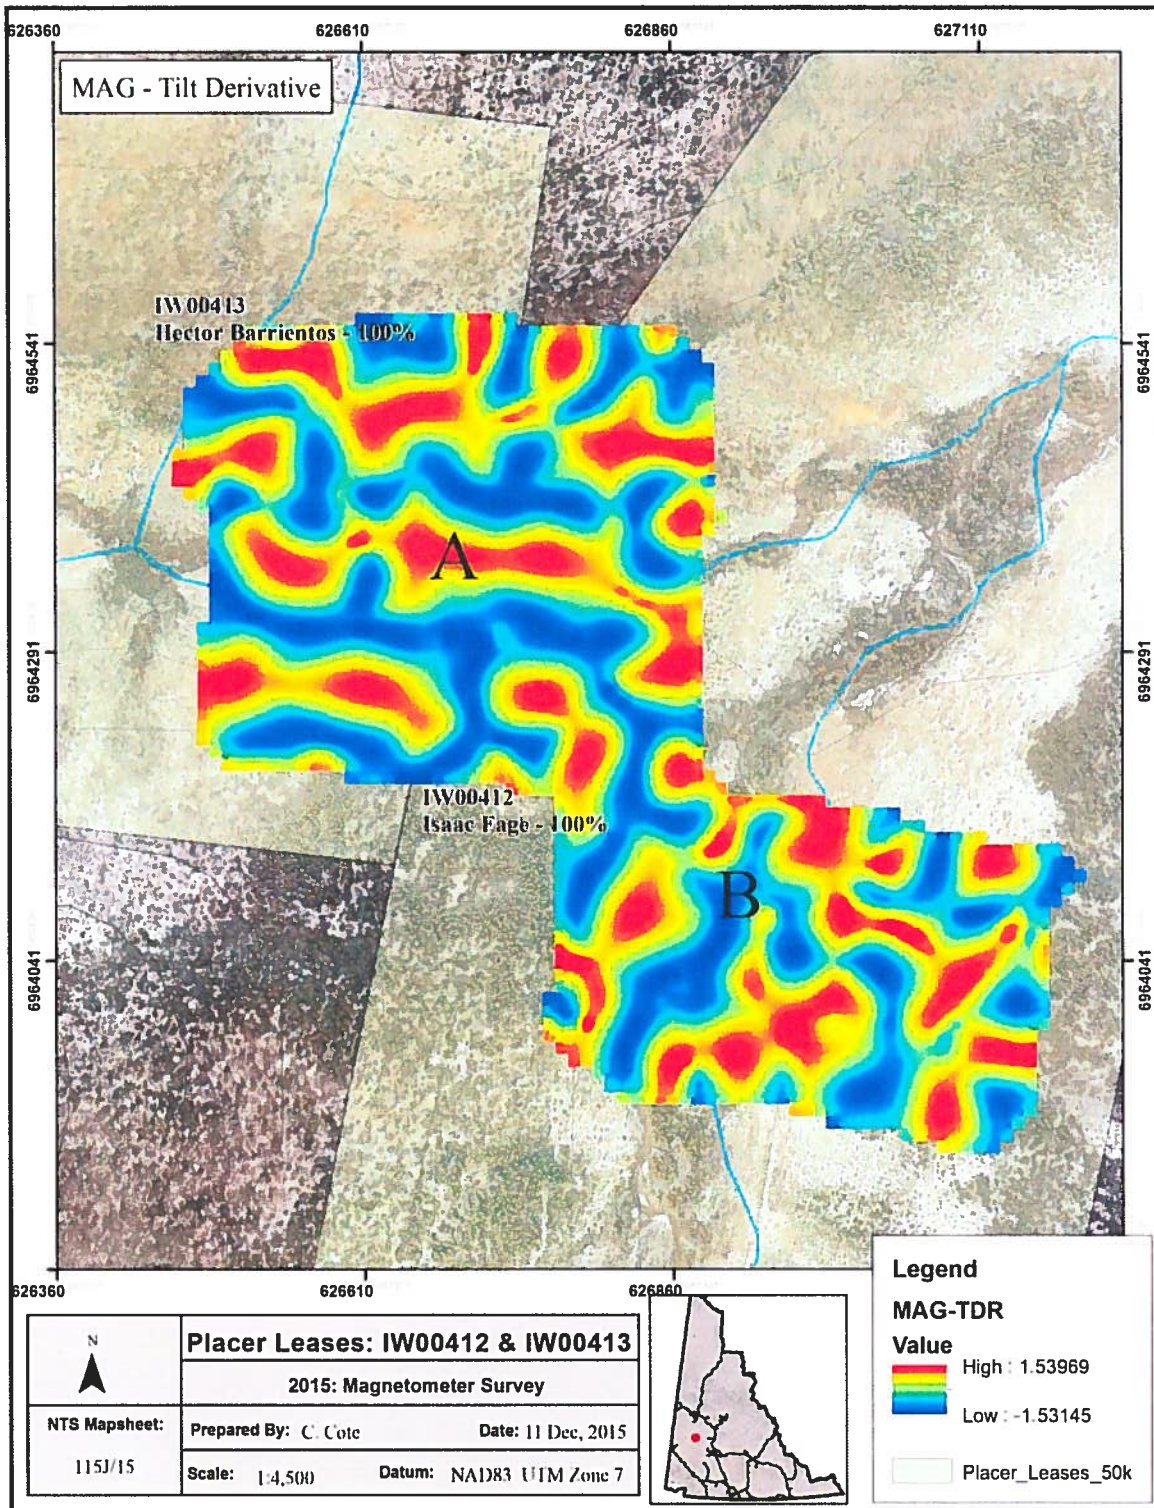 626360 626610 626860 627110
MAG - Tilt Derivative
IW00413
Hector Barrientos - 100%
6964541 6964541
A
6964291 6964291
IW00412
Isaac Fage - 100%
B
6964041 6964041
626360 626610 626860
Legend
MAG-TDR
Value
High : 1.53969
Low : -1.53145
Placer_Leases_50k
N
NTS Mapsheet:
115J/15
Placer Leases: IW00412 & IW00413
2015: Magnetometer Survey
Prepared By: C. Cote Date: 11 Dec, 2015
Scale: 1:4,500 Datum: NAD83 UTM Zone 7